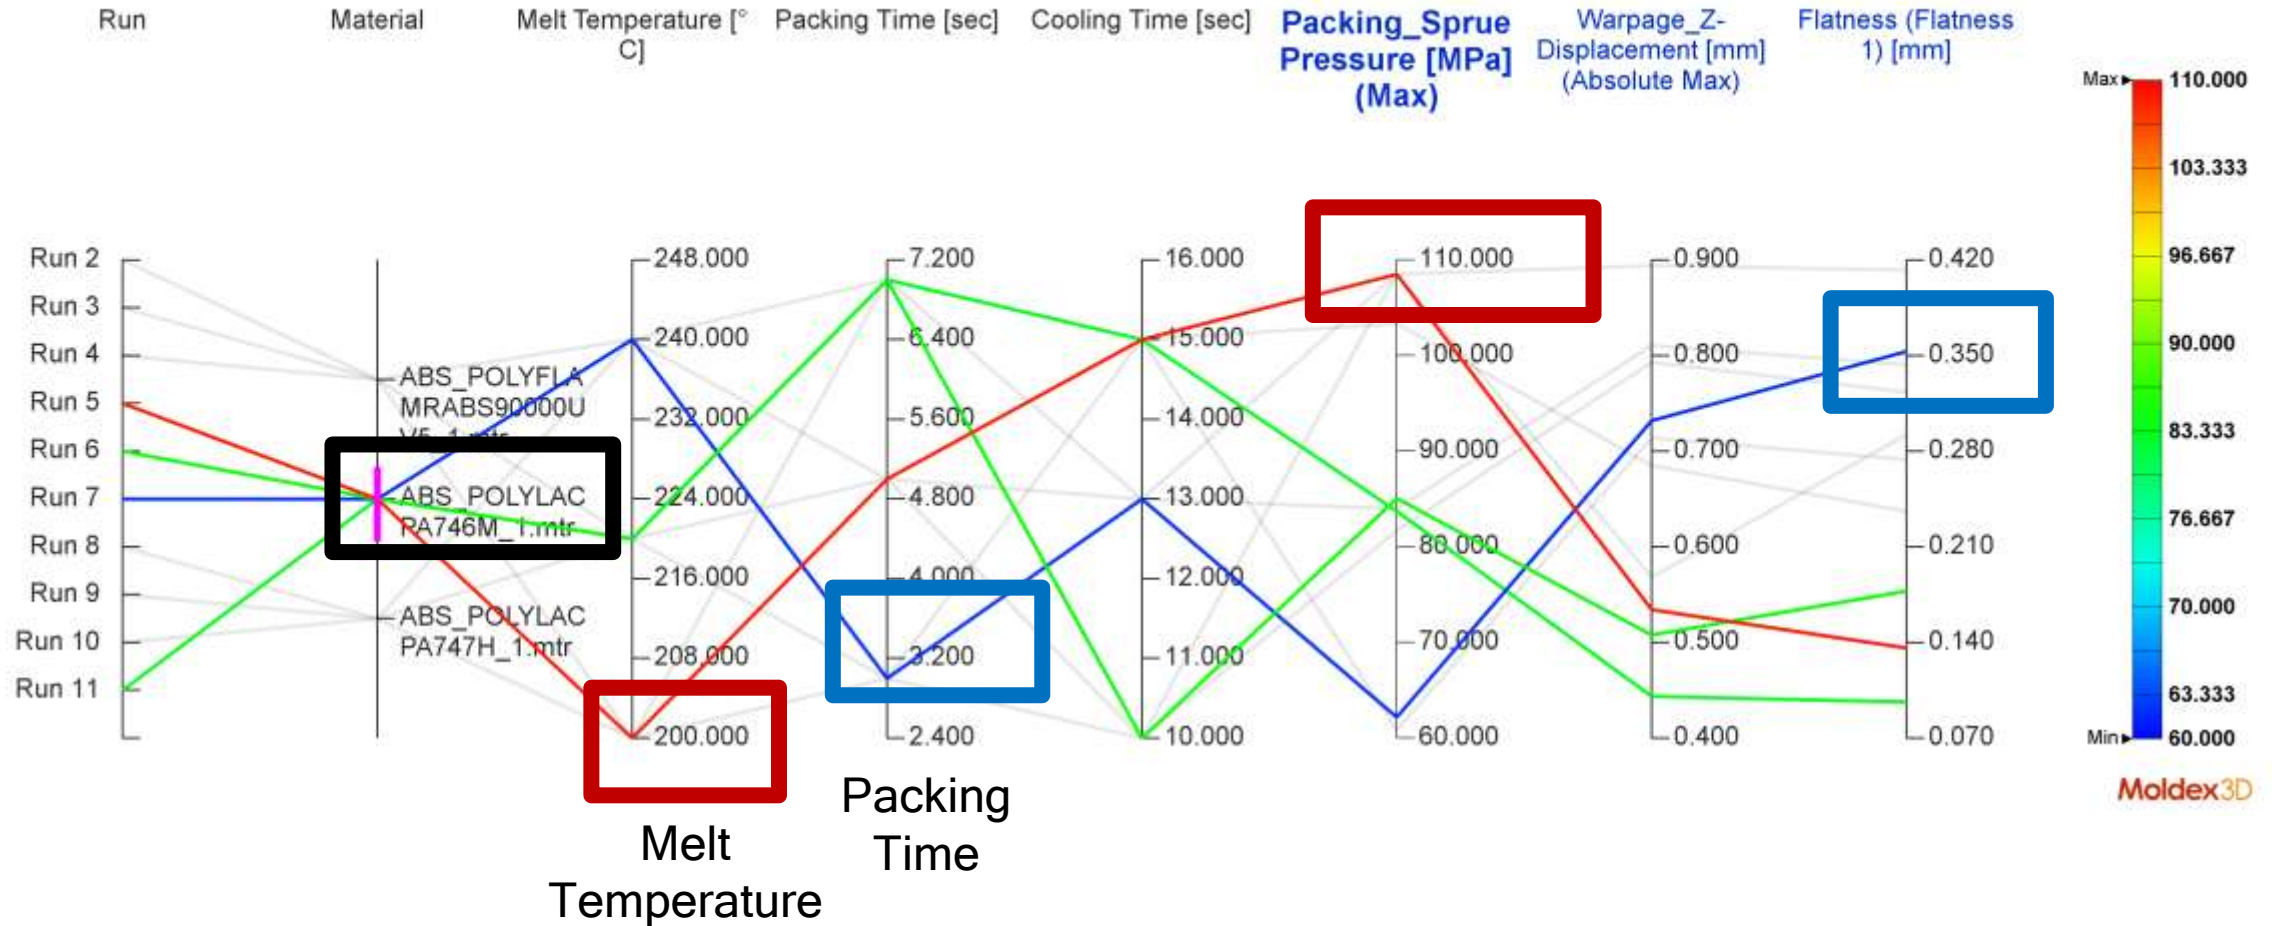 Run
Material
Melt Temperature [°
C]
Packing Time [sec]
Cooling Time [sec]
Packing_Sprue
Pressure [MPa]
(Max)
Warpage_Z-
Displacement [mm]
(Absolute Max)
Flatness (Flatness
1) [mm]
Run 2
Run 3
Run 4
Run 5
Run 6
Run 7
Run 8
Run 9
Run 10
Run 11
ABS_POLYFLA
MRABS90000U
V5_1.mtr
ABS_POLYLAC
PA746M_1.mtr
ABS_POLYLAC
PA747H_1.mtr
248.000
240.000
232.000
224.000
216.000
208.000
200.000
7.200
6.400
5.600
4.800
4.000
3.200
2.400
16.000
15.000
14.000
13.000
12.000
11.000
10.000
110.000
100.000
90.000
80.000
70.000
60.000
0.900
0.800
0.700
0.600
0.500
0.400
0.420
0.350
0.280
0.210
0.140
0.070
Max
110.000
103.333
96.667
90.000
83.333
76.667
70.000
63.333
Min
60.000
Moldex3D
Melt
Temperature
Packing
Time